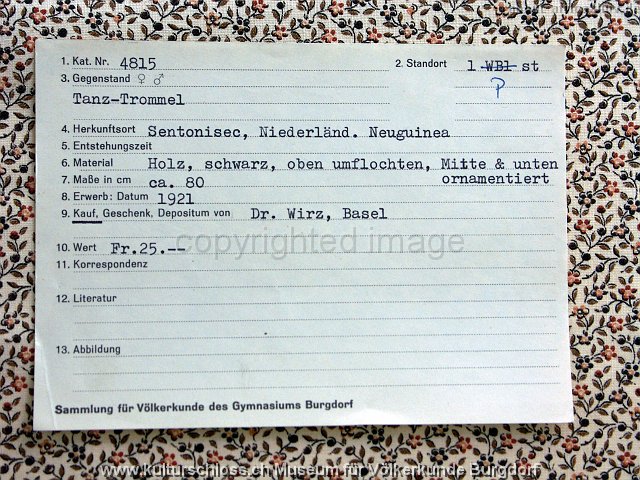 1. Kat. Nr. 4815 2. Standort 1 WB1 st
3. Gegenstand ♀ ♂ P
Tanz-Trommel
4. Herkunftsort Sentonisec, Niederländ. Neuguinea
5. Entstehungszeit
6. Material Holz, schwarz, oben umflochten, Mitte & unten
7. Maße in cm ca. 80 ornamentiert
8. Erwerb: Datum 1921
9. Kauf, Geschenk, Depositum von Dr. Wirz, Basel
copyrighted image
10. Wert Fr.25.--
11. Korrespondenz
12. Literatur
13. Abbildung
Sammlung für Völkerkunde des Gymnasiums Burgdorf
www.kulturschloss.ch Museum für Völkerkunde Burgdorf